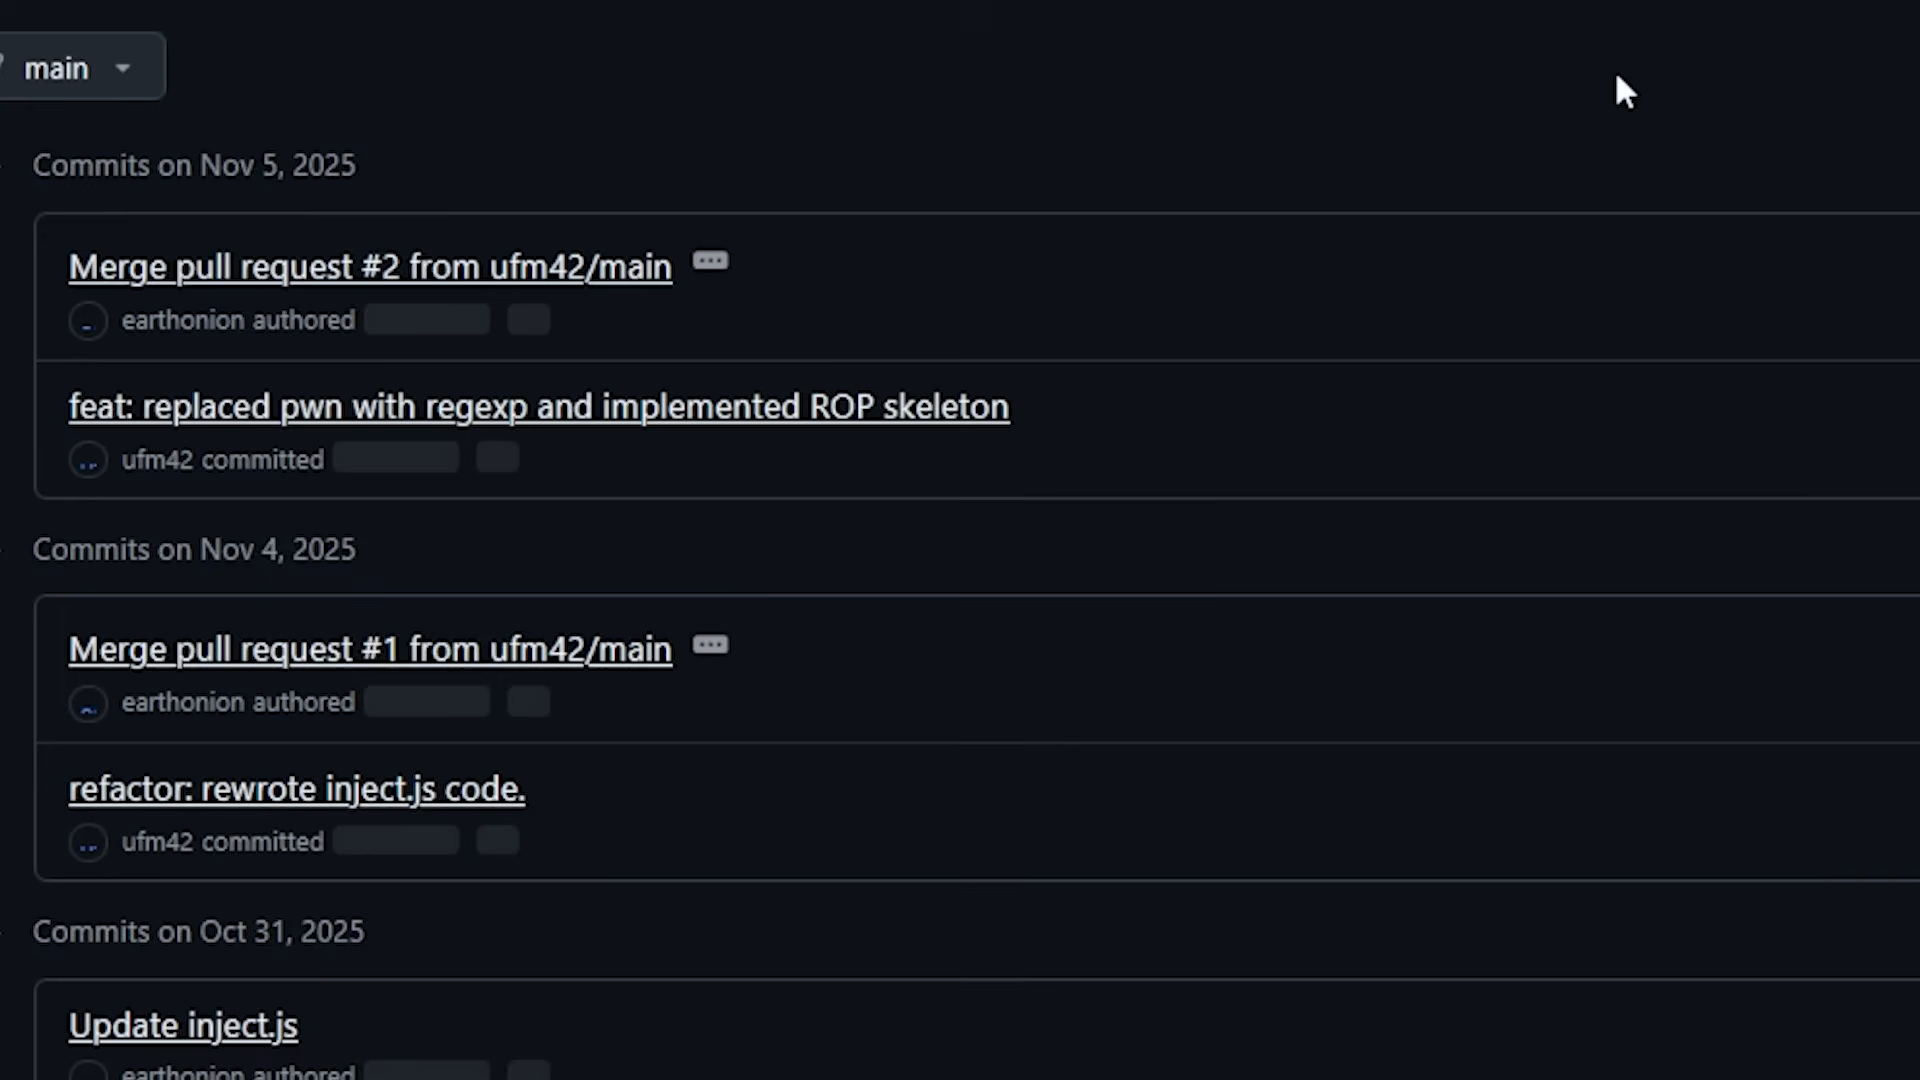 main
Commits on Nov 5, 2025
Merge pull request #2 from ufm42/main
earthonion authored
feat: replaced pwn with regexp and implemented ROP skeleton
ufm42 committed
Commits on Nov 4, 2025
Merge pull request #1 from ufm42/main
earthonion authored
refactor: rewrote inject.js code.
ufm42 committed
Commits on Oct 31, 2025
Update inject.js
earthonion authored